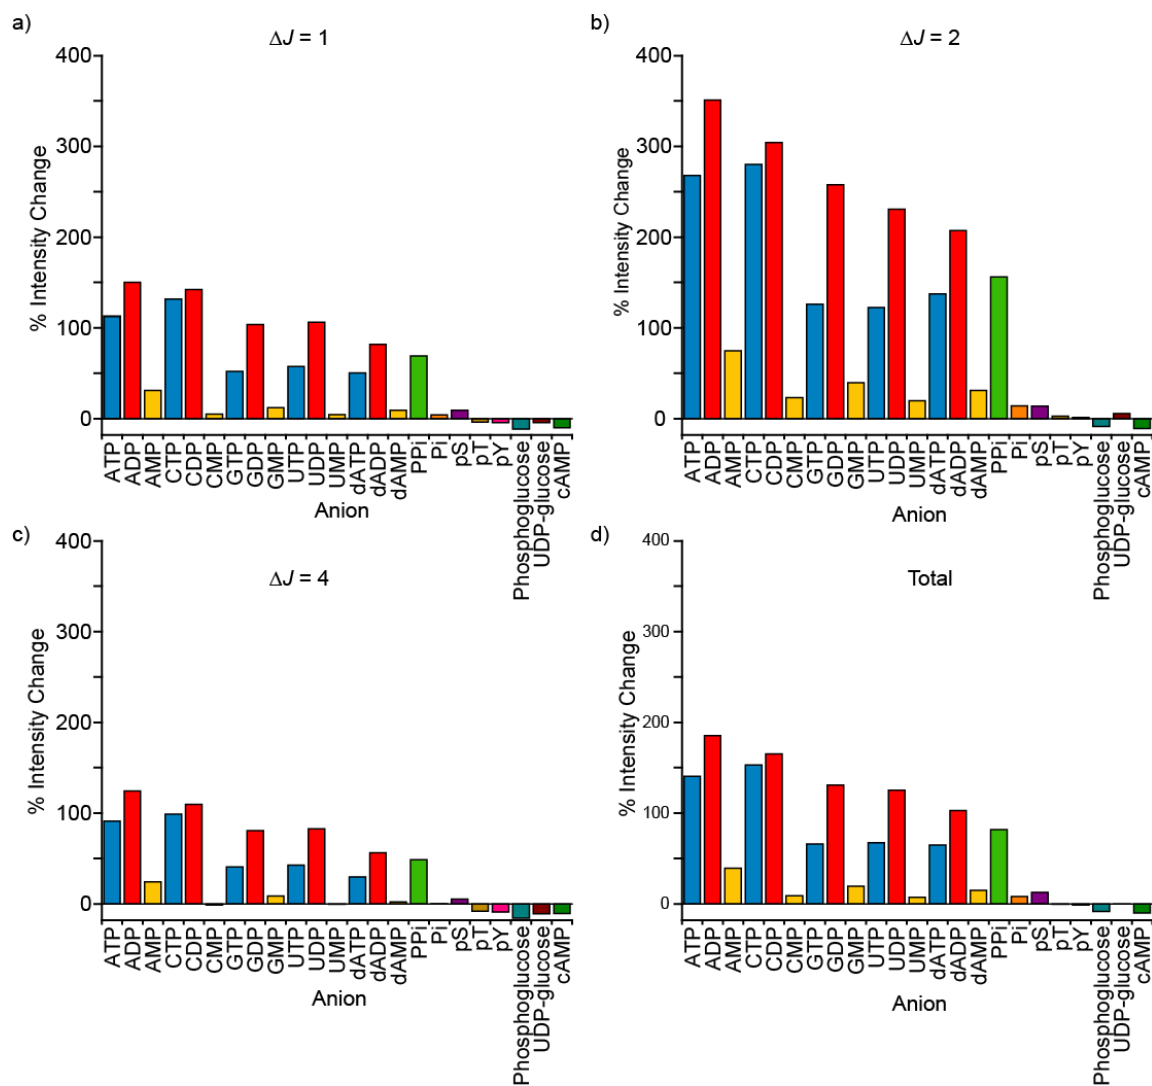 a)
ΔJ = 1
400
300
200
100
0
% Intensity Change
ATP
ADP
AMP
CTP
CDP
CMP
GTP
GDP
GMP
UTP
UDP
UMP
dATP
dADP
dAMP
PPi
Pi
pS
pT
pY
Phosphoglucose
UDP-glucose
cAMP
Anion
b)
ΔJ = 2
400
300
200
100
0
% Intensity Change
ATP
ADP
AMP
CTP
CDP
CMP
GTP
GDP
GMP
UTP
UDP
UMP
dATP
dADP
dAMP
PPi
Pi
pS
pT
pY
Phosphoglucose
UDP-glucose
cAMP
Anion
c)
ΔJ = 4
400
300
200
100
0
% Intensity Change
ATP
ADP
AMP
CTP
CDP
CMP
GTP
GDP
GMP
UTP
UDP
UMP
dATP
dADP
dAMP
PPi
Pi
pS
pT
pY
Phosphoglucose
UDP-glucose
cAMP
Anion
d)
Total
400
300
200
100
0
% Intensity Change
ATP
ADP
AMP
CTP
CDP
CMP
GTP
GDP
GMP
UTP
UDP
UMP
dATP
dADP
dAMP
PPi
Pi
pS
pT
pY
Phosphoglucose
UDP-glucose
cAMP
Anion